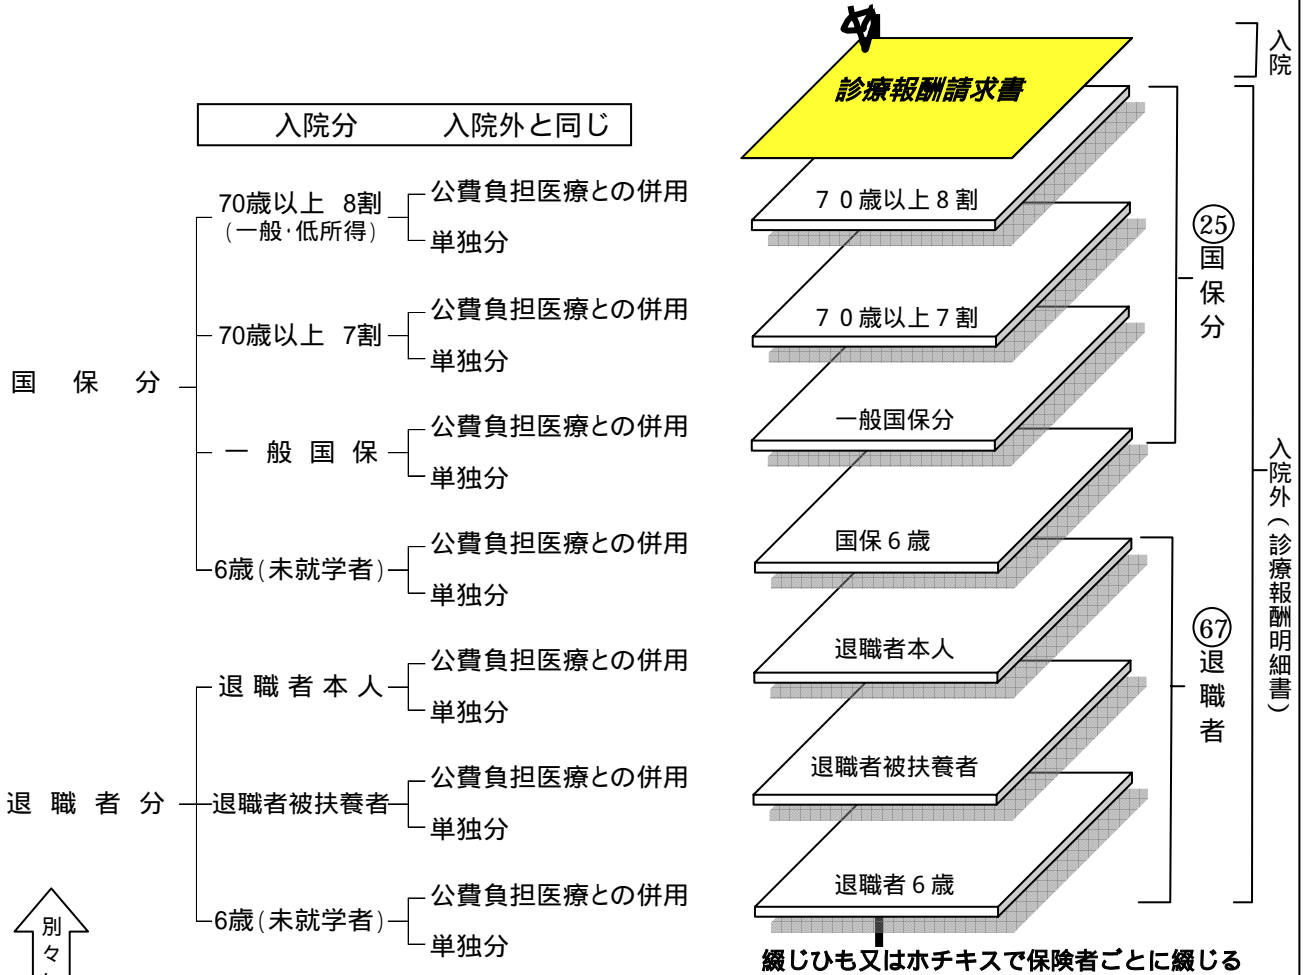 入院分 入院外と同じ
国保分
70歳以上 8割
(一般・低所得)
公費負担医療との併用
単独分
70歳以上 7割
公費負担医療との併用
単独分
一般国保
公費負担医療との併用
単独分
6歳(未就学者)
公費負担医療との併用
単独分
退職者分
退職者本人
公費負担医療との併用
単独分
退職者被扶養者
公費負担医療との併用
単独分
6歳(未就学者)
公費負担医療との併用
単独分
別々
診療報酬請求書
70歳以上8割
70歳以上7割
一般国保分
国保6歳
退職者本人
退職者被扶養者
退職者6歳
綴じひも又はホチキスで保険者ごとに綴じる
㉕国保分
67退職者
入院
入院外(診療報酬明細書)